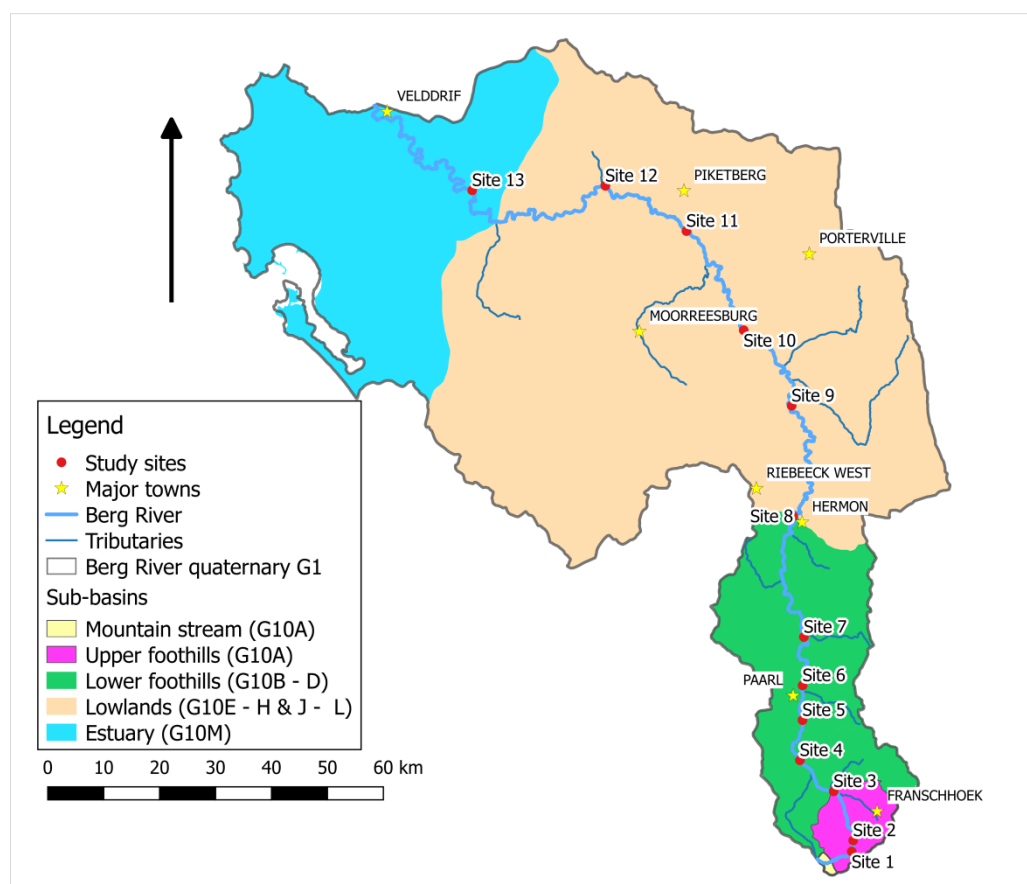 VELDDRIF
Site 13
Site 12
PIKETBERG
Site 11
PORTERVILLE
MOORREESBURG
Site 10
Site 9
RIEBEECK WEST
HERMON
Site 8
Site 7
Site 6
PAARL
Site 5
Site 4
Site 3
FRANSCHHOEK
Site 2
Site 1
Legend
Study sites
Major towns
Berg River
Tributaries
Berg River quaternary G1
Sub-basins
Mountain stream (G10A)
Upper foothills (G10A)
Lower foothills (G10B - D)
Lowlands (G10E - H & J - L)
Estuary (G10M)
0 10 20 30 40 50 60 km